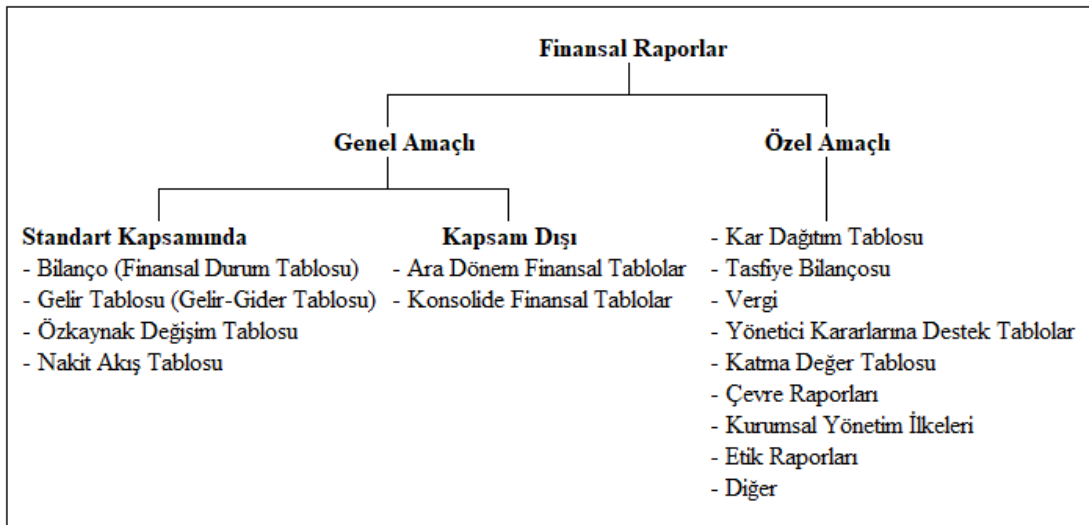 Finansal Raporlar
Genel Amaçlı
Özel Amaçlı
Standart Kapsamında
- Bilanço (Finansal Durum Tablosu)
- Gelir Tablosu (Gelir-Gider Tablosu)
- Özkaynak Değişim Tablosu
- Nakit Akış Tablosu
Kapsam Dışı
- Ara Dönem Finansal Tablolar
- Konsolide Finansal Tablolar
- Kar Dağıtım Tablosu
- Tasfiye Bilançosu
- Vergi
- Yönetici Kararlarına Destek Tablolar
- Katma Değer Tablosu
- Çevre Raporları
- Kurumsal Yönetim İlkeleri
- Etik Raporları
- Diğer